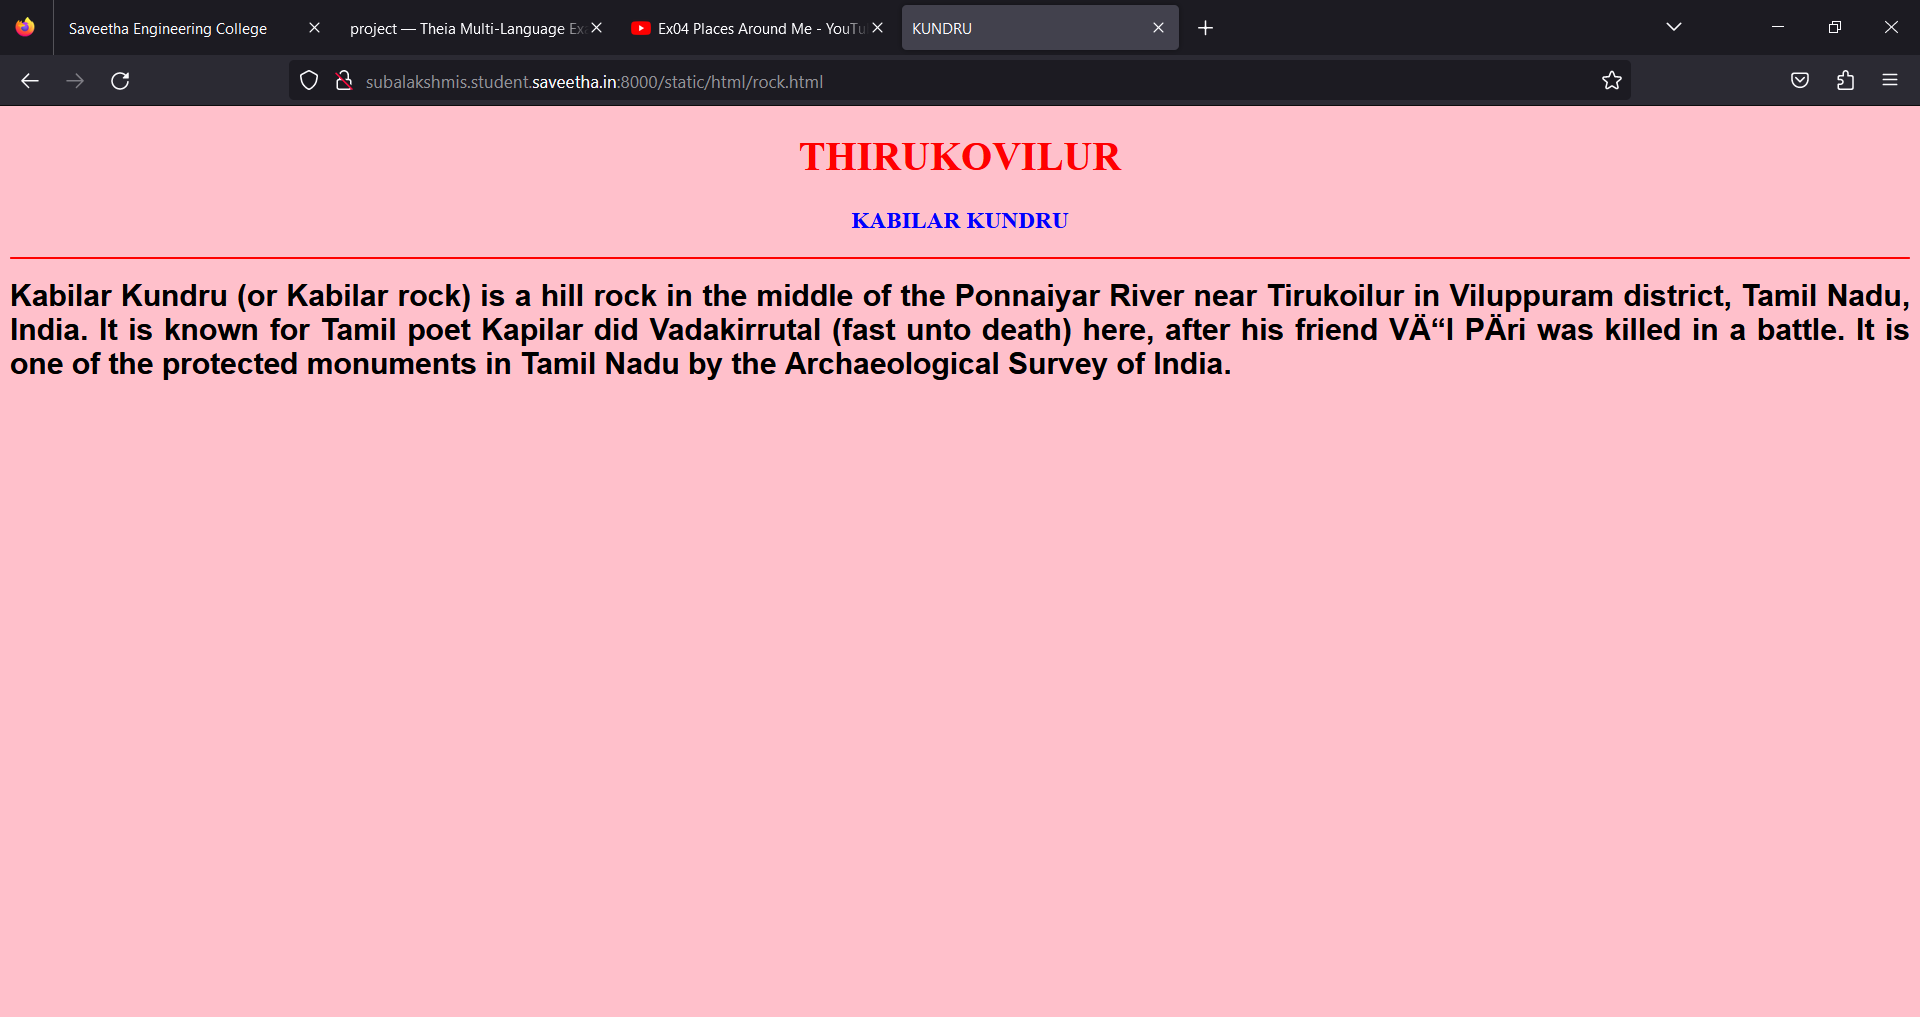 Saveetha Engineering College
project — Theia Multi-Language Ex
Ex04 Places Around Me - YouTu
KUNDRU
subalakshmis.student.saveetha.in:8000/static/html/rock.html
THIRUKOVILUR
KABILAR KUNDRU
Kabilar Kundru (or Kabilar rock) is a hill rock in the middle of the Ponnaiyar River near Tirukoilur in Viluppuram district, Tamil Nadu,
India. It is known for Tamil poet Kapilar did Vadakirrutal (fast unto death) here, after his friend VÄ“l PÄri was killed in a battle. It is
one of the protected monuments in Tamil Nadu by the Archaeological Survey of India.